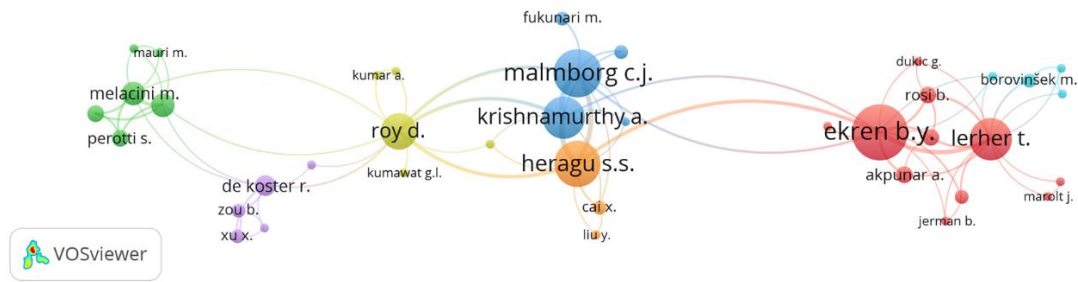 fukunari m.
mauri m.
malmborg c.j.
dukic g.
kumar a.
borovinšek m.
melacini m.
rosi b.
krishnamurthy a.
roy d.
ekren b.y.
lerher t.
perotti s.
heragu s.s.
kumawat g.l.
akpunar a.
de koster r.
marolt j.
zou b.
cai x.
jerman b.
xu x.
liu y.
VOSviewer